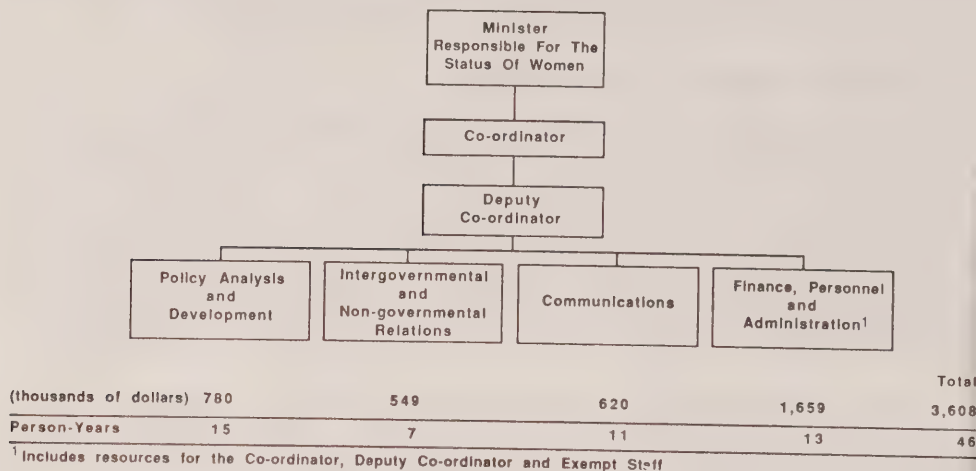 Minister
Responsible For The
Status Of Women
Co-ordinator
Deputy
Co-ordinator
Policy Analysis
and
Development
Intergovernmental
and
Non-governmental
Relations
Communications
Finance, Personnel
and
Administration¹
Total
(thousands of dollars) 780 549 620 1,659 3,608
Person-Years 15 7 11 13 46
¹ Includes resources for the Co-ordinator, Deputy Co-ordinator and Exempt Staff